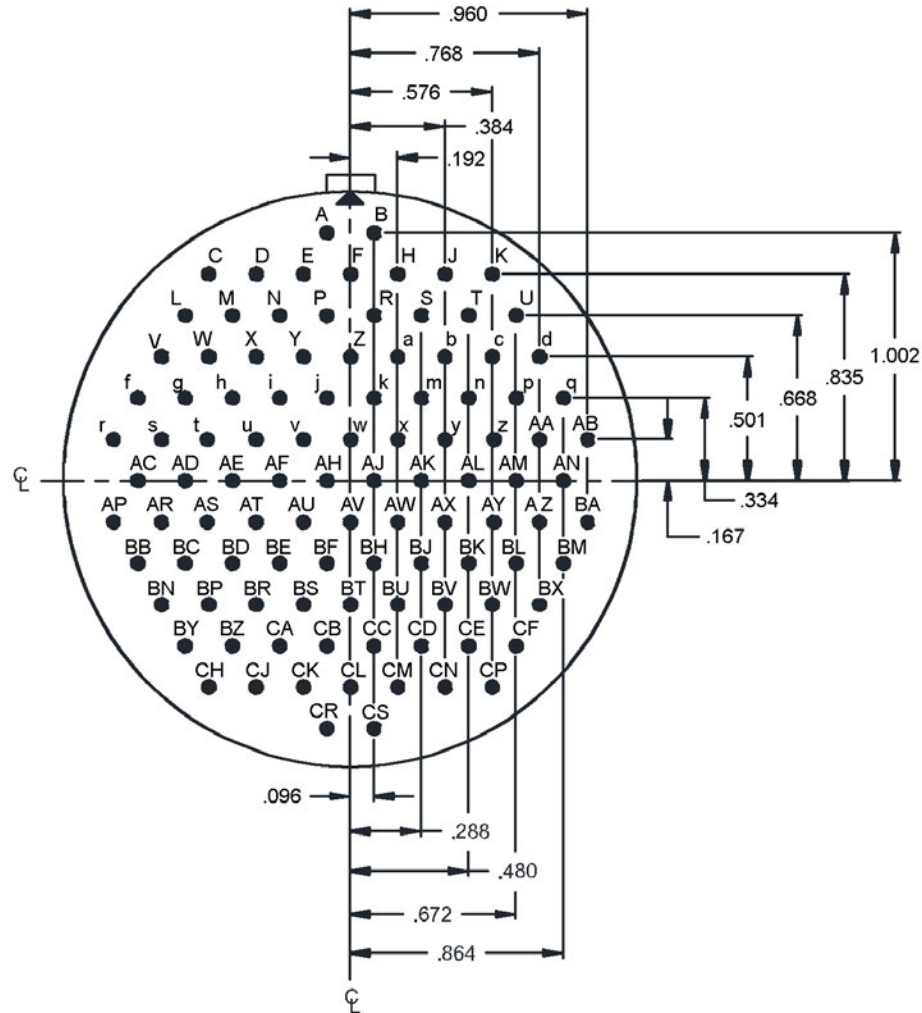 .960
.768
.576
.384
.192
A B
C D E F H J K
L M N P R S T U
V W X Y Z a b c d
f g h i j k m n p q
r s t u v w x y z AA AB
AC AD AE AF AH AJ AK AL AM AN
AP AR AS AT AU AV AW AX AY AZ BA
BB BC BD BE BF BH BJ BK BL BM
BN BP BR BS BT BU BV BW BX
BY BZ CA CB CC CD CE CF
CH CJ CK CL CM CN CP
CR CS
1.002
.835
.668
.501
.334
.167
CL
.096
.288
.480
.672
.864
CL